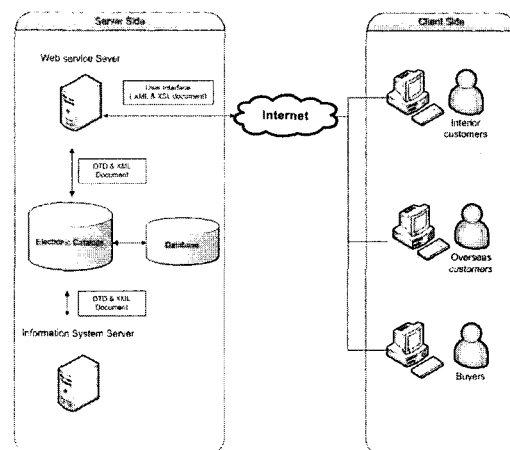 Server Side
Client Side
Web service Sever
User Interface
(XML & XSL document)
Internet
Interior
customers
DTD & XML
Document
Electronic Catalogs
Database
Overseas
customers
DTD & XML
Document
Information System Server
Buyers